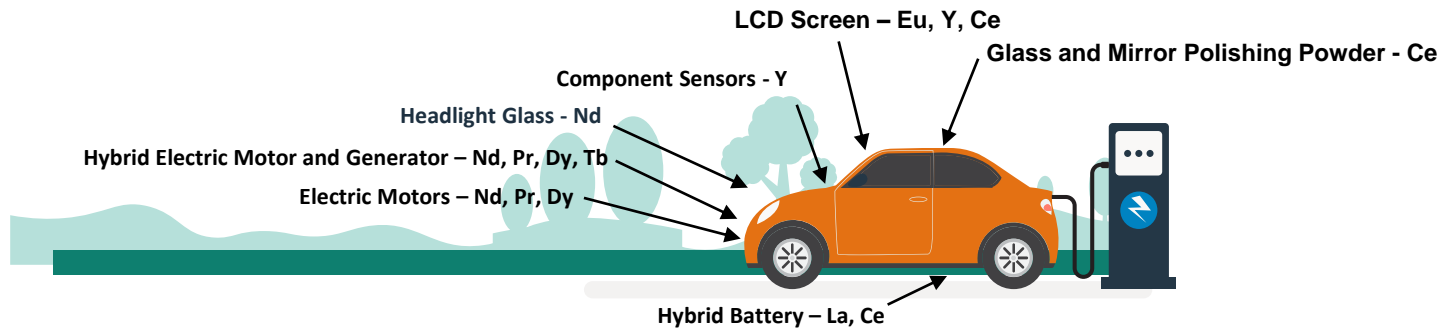 LCD Screen – Eu, Y, Ce
Glass and Mirror Polishing Powder - Ce
Component Sensors - Y
Headlight Glass - Nd
Hybrid Electric Motor and Generator – Nd, Pr, Dy, Tb
Electric Motors – Nd, Pr, Dy
Hybrid Battery – La, Ce